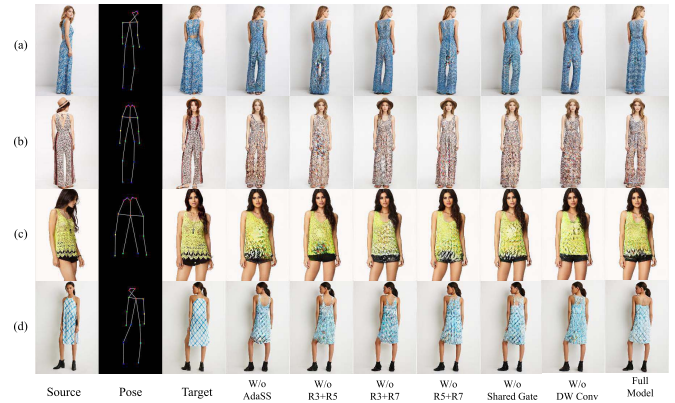 (a)
(b)
(c)
(d)
Source Pose Target W/o AdaSS W/o R3+R5 W/o R3+R7 W/o R5+R7 W/o Shared Gate W/o DW Conv Full Model